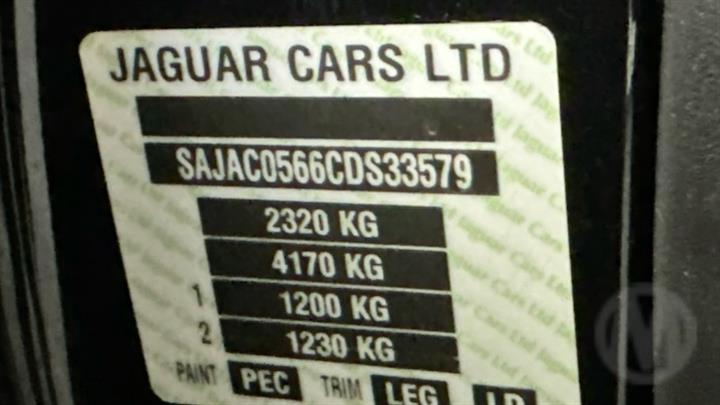 JAGUAR CARS LTD
SAJAC0566CDS33579
2320 KG
4170 KG
1 1200 KG
2 1230 KG
PAINT PEC TRIM LEG